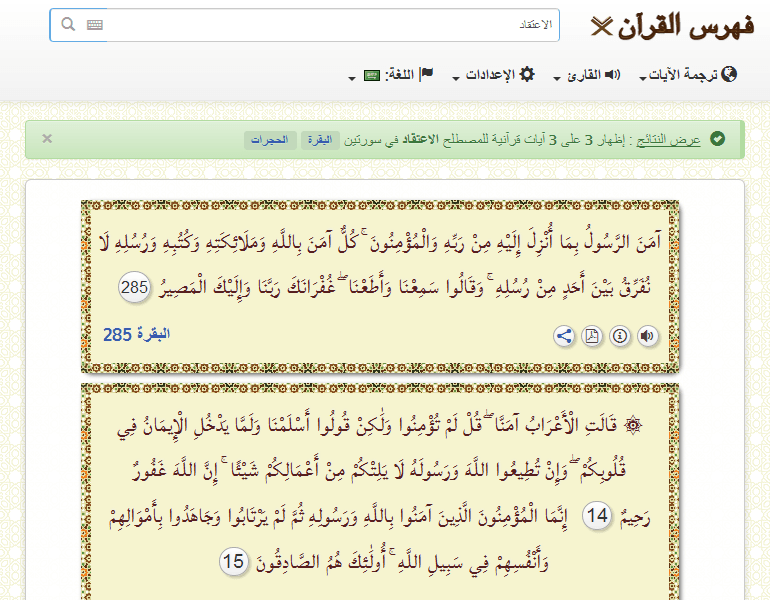 فهرس القرآن
الاعتقاد
ترجمة الآيات
القارئ
الإعدادات
اللغة:
عرض النتائج : إظهار 3 على 3 آيات قرآنية للمصطلح الاعتقاد في سورتين البقرة الحجرات
×
آمَنَ الرَّسُولُ بِمَا أُنْزِلَ إِلَيْهِ مِنْ رَبِّهِ وَالْمُؤْمِنُونَ ۚ كُلٌّ آمَنَ بِاللَّهِ وَمَلَائِكَتِهِ وَكُتُبِهِ وَرُسُلِهِ لَا
نُفَرِّقُ بَيْنَ أَحَدٍ مِنْ رُسُلِهِ ۚ وَقَالُوا سَمِعْنَا وَأَطَعْنَا ۖ غُفْرَانَكَ رَبَّنَا وَإِلَيْكَ الْمَصِيرُ 285
البقرة 285
۞ قَالَتِ الْأَعْرَابُ آمَنَّا ۖ قُلْ لَمْ تُؤْمِنُوا وَلَٰكِنْ قُولُوا أَسْلَمْنَا وَلَمَّا يَدْخُلِ الْإِيمَانُ فِي
قُلُوبِكُمْ ۖ وَإِنْ تُطِيعُوا اللَّهَ وَرَسُولَهُ لَا يَلِتْكُمْ مِنْ أَعْمَالِكُمْ شَيْئًا ۚ إِنَّ اللَّهَ غَفُورٌ
رَحِيمٌ 14 إِنَّمَا الْمُؤْمِنُونَ الَّذِينَ آمَنُوا بِاللَّهِ وَرَسُولِهِ ثُمَّ لَمْ يَرْتَابُوا وَجَاهَدُوا بِأَمْوَالِهِمْ
وَأَنْفُسِهِمْ فِي سَبِيلِ اللَّهِ ۚ أُولَٰئِكَ هُمُ الصَّادِقُونَ 15